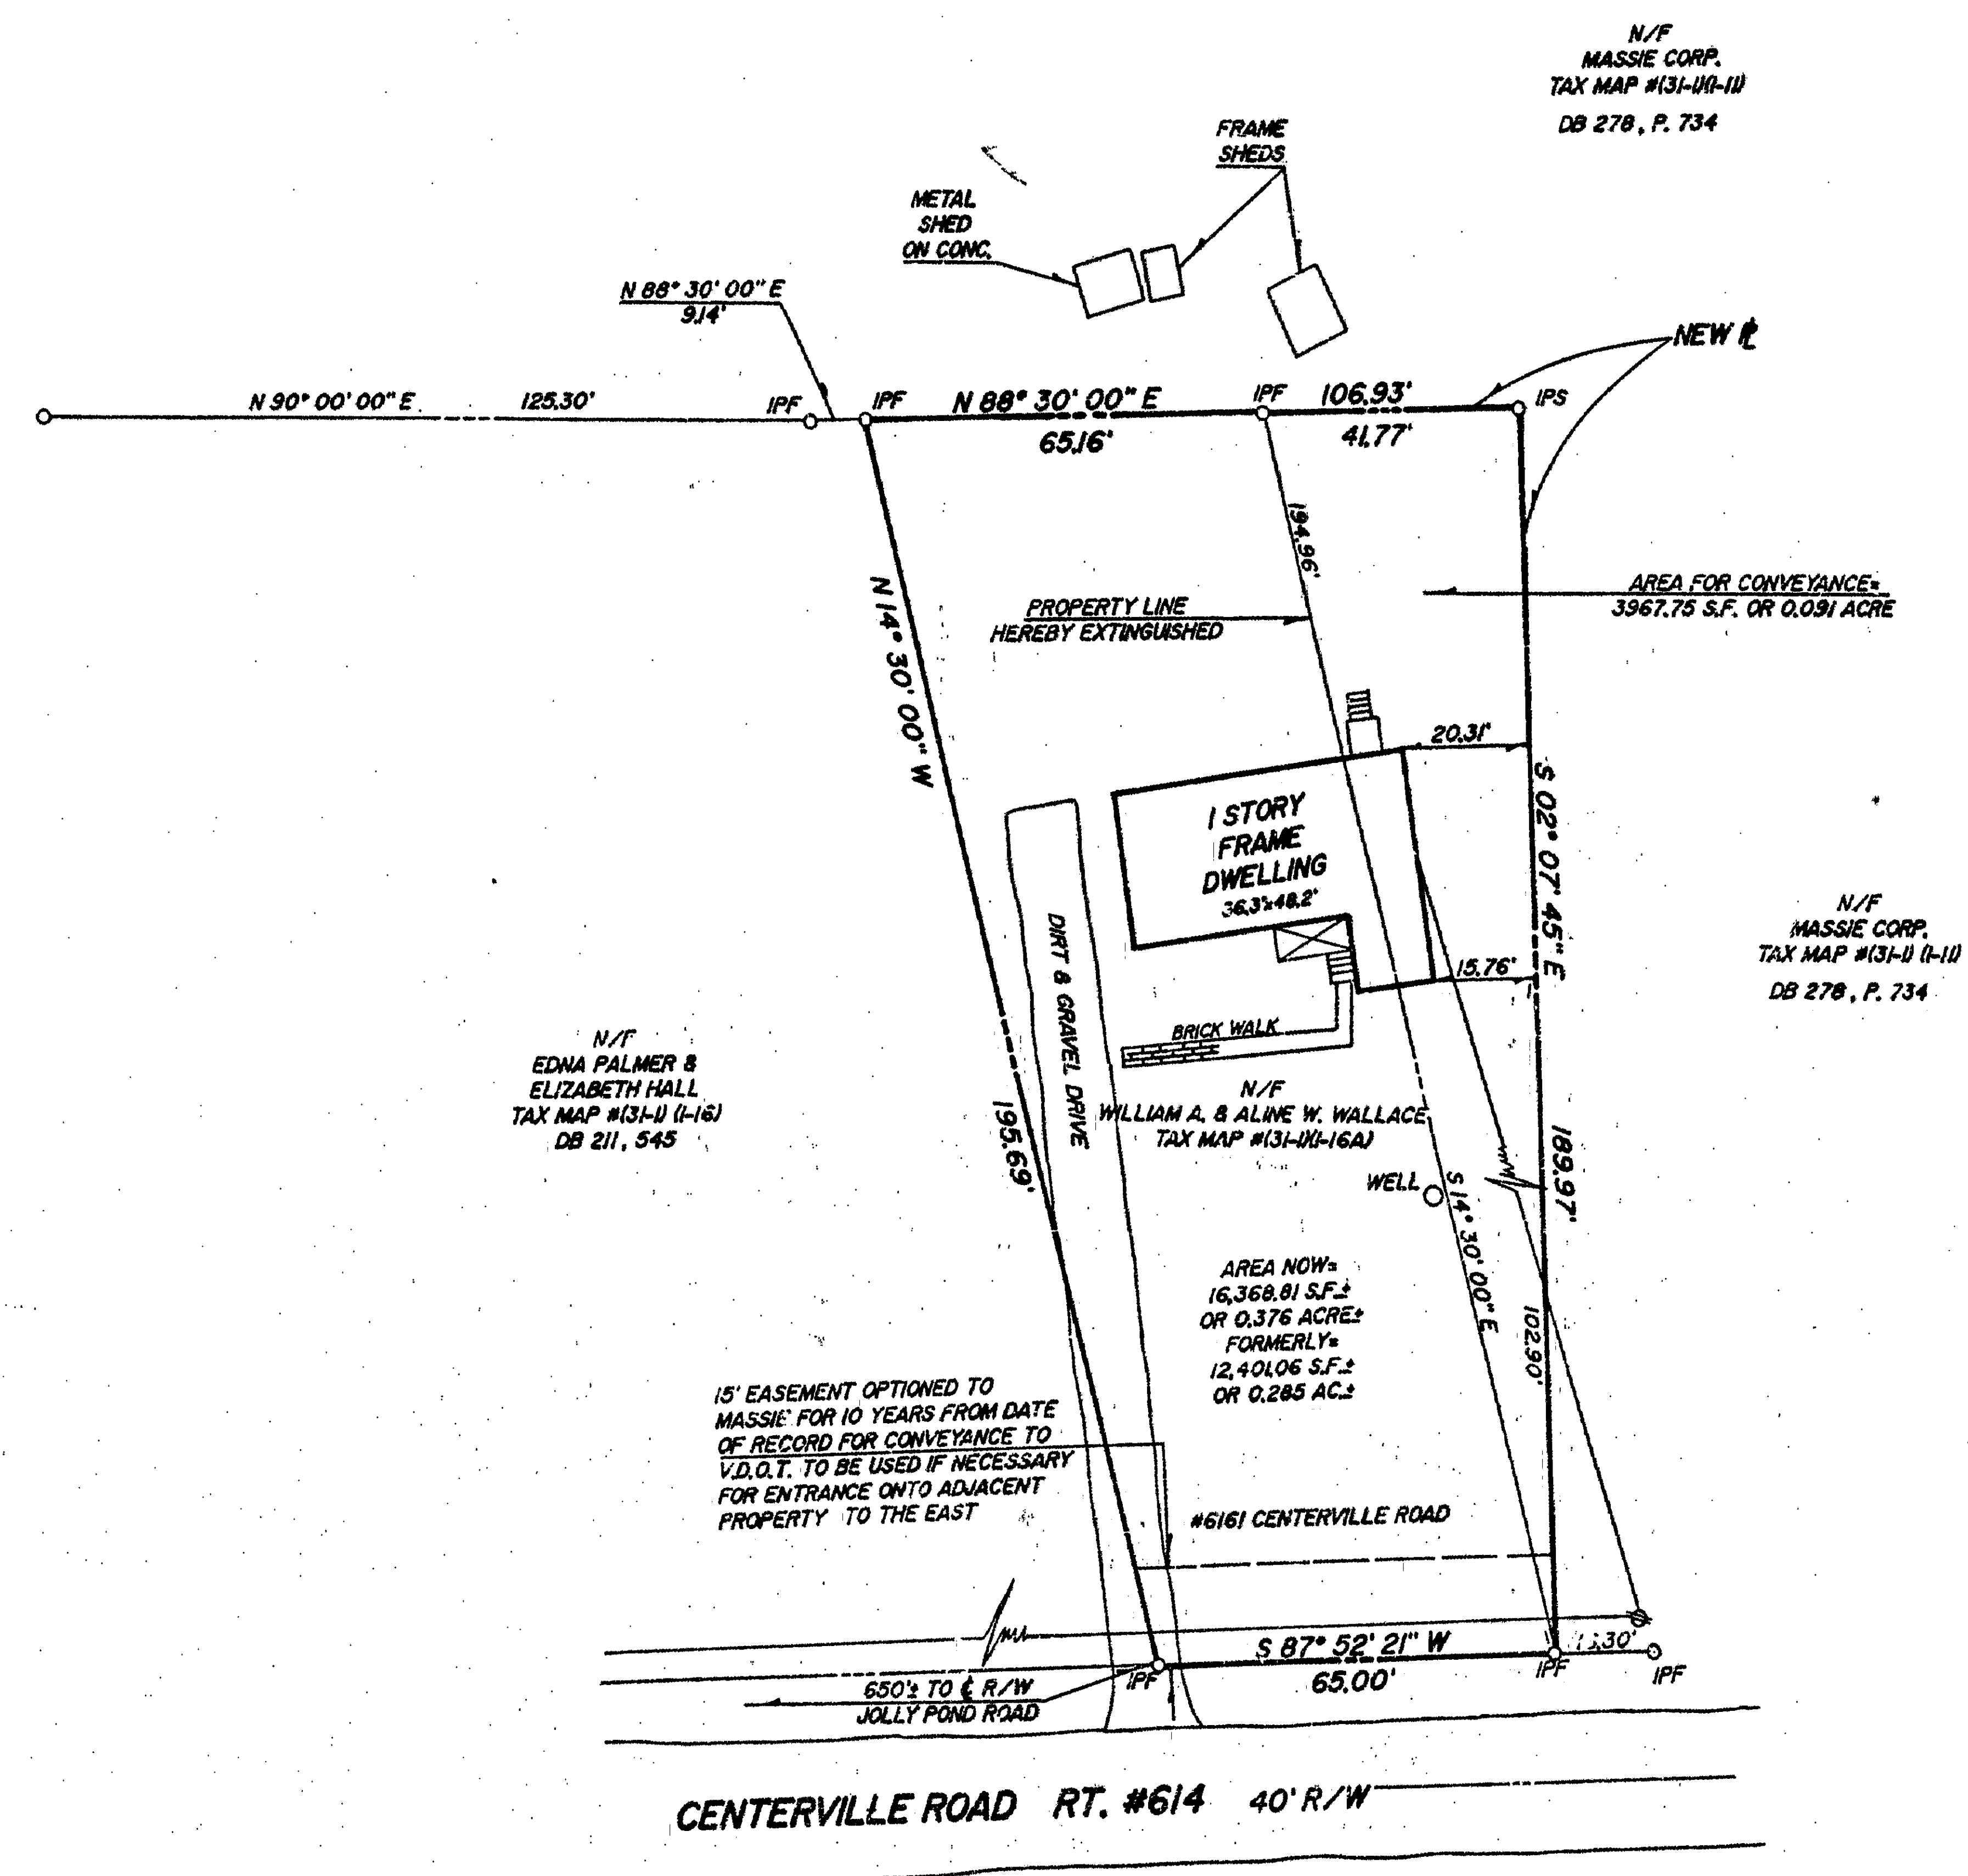 N/F
MASSIE CORP.
TAX MAP #(31-1)(1-11)
DB 278, P. 734
FRAME
SHEDS
METAL
SHED
ON CONC.
N 88° 30' 00" E
9.14'
NEW ⅊
N 90° 00' 00" E
125.30'
IPF
IPF
N 88° 30' 00" E
65.16'
IPF
106.93'
41.77'
IPS
194.96'
AREA FOR CONVEYANCE=
3967.75 S.F. OR 0.091 ACRE
PROPERTY LINE
HEREBY EXTINGUISHED
N 14° 30' 00" W
195.69'
20.31'
S 02° 07' 45" E
189.97'
1 STORY
FRAME
DWELLING
36.3'x48.2'
15.76'
N/F
MASSIE CORP.
TAX MAP #(31-1) (1-11)
DB 278, P. 734
DIRT & GRAVEL DRIVE
BRICK WALK
N/F
EDNA PALMER &
ELIZABETH HALL
TAX MAP #(31-1) (1-16)
DB 211, 545
N/F
WILLIAM A. & ALINE W. WALLACE
TAX MAP #(31-1)(1-16A)
WELL
S 14° 30' 00" E
102.90'
AREA NOW=
16,368.81 S.F.±
OR 0.376 ACRE±
FORMERLY=
12,401.06 S.F.±
OR 0.285 AC.±
15' EASEMENT OPTIONED TO
MASSIE FOR 10 YEARS FROM DATE
OF RECORD FOR CONVEYANCE TO
V.D.O.T. TO BE USED IF NECESSARY
FOR ENTRANCE ONTO ADJACENT
PROPERTY TO THE EAST
#6161 CENTERVILLE ROAD
S 87° 52' 21" W
65.00'
IPF
IPF
IPF
650'± TO ℄ R/W
JOLLY POND ROAD
CENTERVILLE ROAD RT. #614 40' R/W